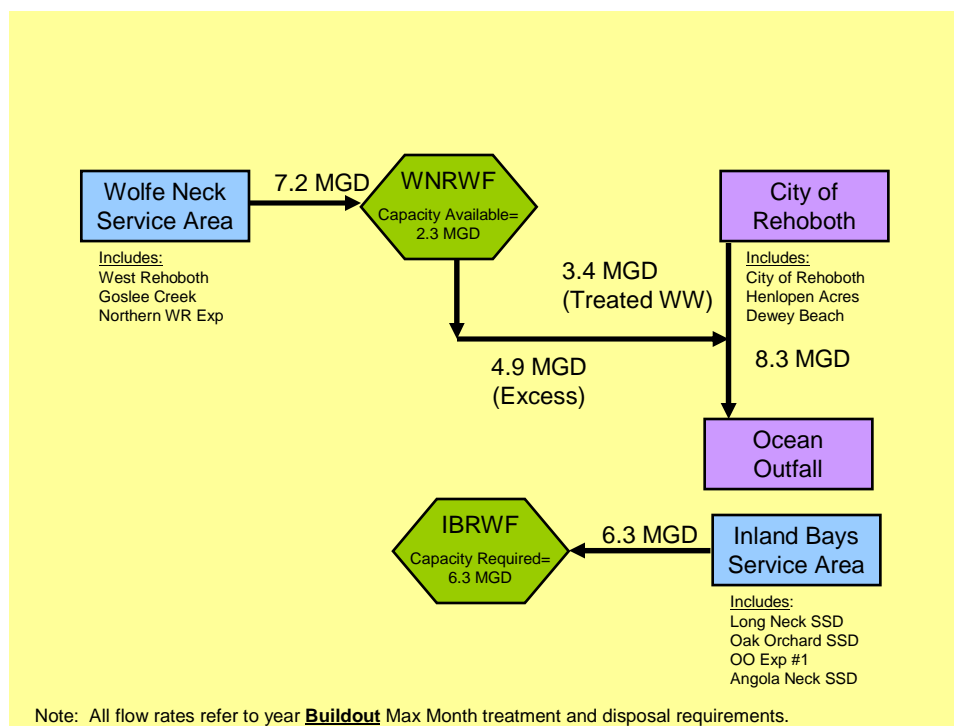 Wolfe Neck
Service Area
Includes:
West Rehoboth
Goslee Creek
Northern WR Exp
7.2 MGD
WNRWF
Capacity Available=
2.3 MGD
4.9 MGD
(Excess)
3.4 MGD
(Treated WW)
City of
Rehoboth
Includes:
City of Rehoboth
Henlopen Acres
Dewey Beach
8.3 MGD
Ocean
Outfall
IBRWF
Capacity Required=
6.3 MGD
6.3 MGD
Inland Bays
Service Area
Includes:
Long Neck SSD
Oak Orchard SSD
OO Exp #1
Angola Neck SSD
Note:  All flow rates refer to year Buildout Max Month treatment and disposal requirements.